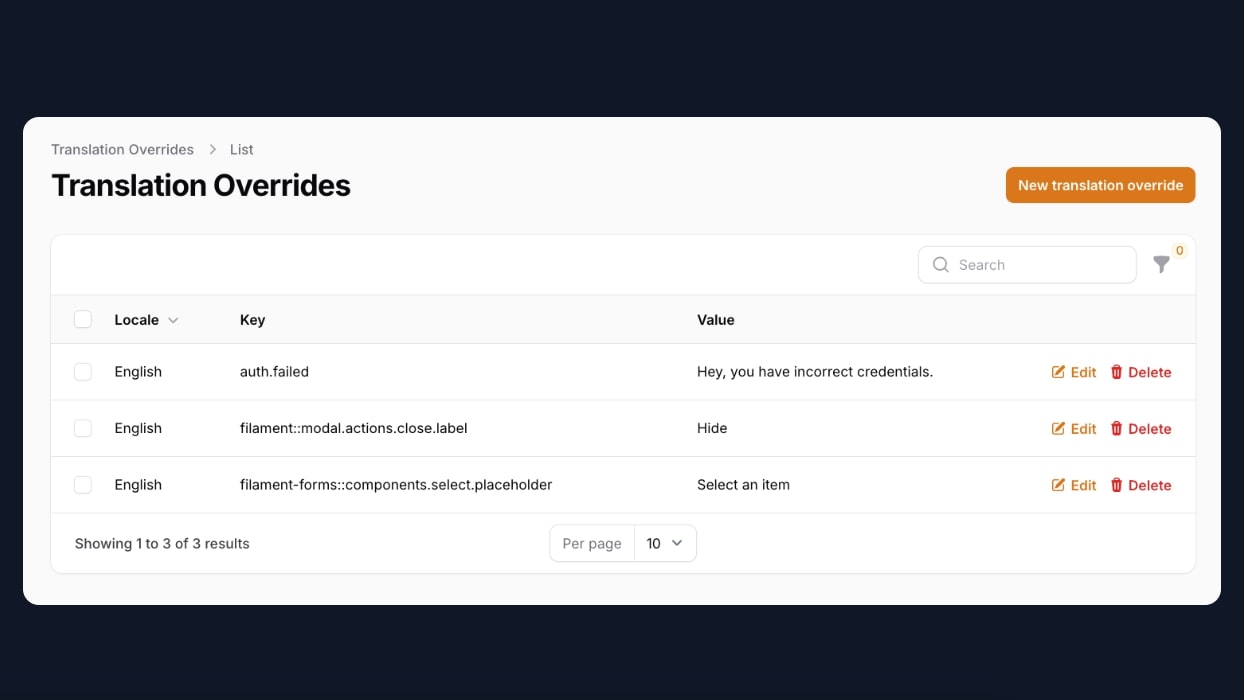 Translation Overrides > List
Translation Overrides
New translation override
Search
0
Locale Key Value
English auth.failed Hey, you have incorrect credentials. Edit Delete
English filament::modal.actions.close.label Hide Edit Delete
English filament-forms::components.select.placeholder Select an item Edit Delete
Showing 1 to 3 of 3 results Per page 10